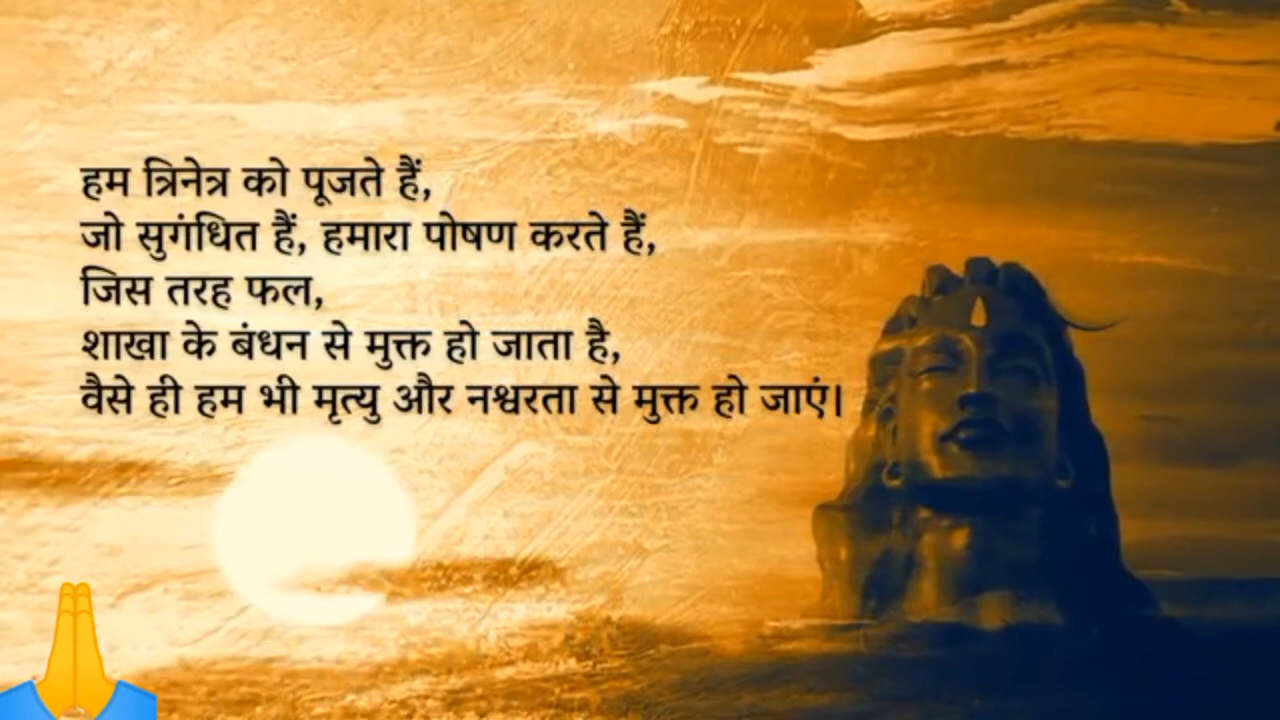 हम त्रिनेत्र को पूजते हैं,
जो सुगंधित हैं, हमारा पोषण करते हैं,
जिस तरह फल,
शाखा के बंधन से मुक्त हो जाता है,
वैसे ही हम भी मृत्यु और नश्वरता से मुक्त हो जाएं।